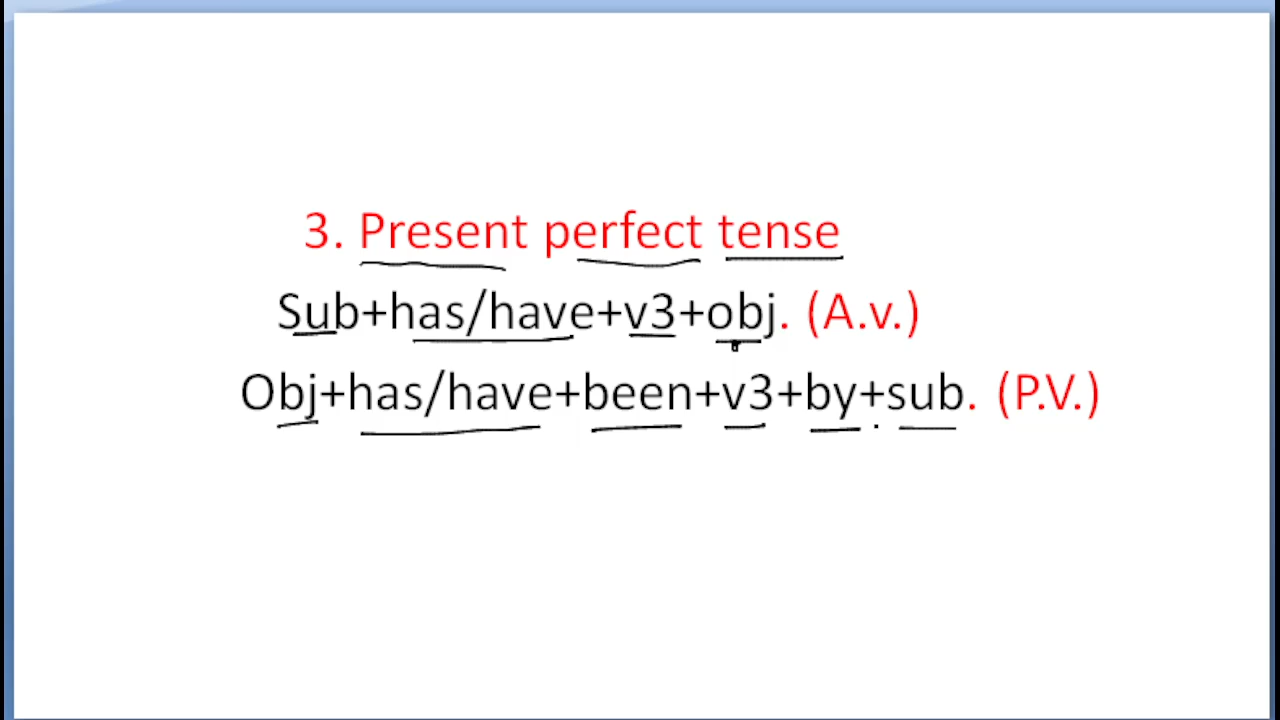 3. Present perfect tense
Sub+has/have+v3+obj. (A.v.)
Obj+has/have+been+v3+by+sub. (P.V.)